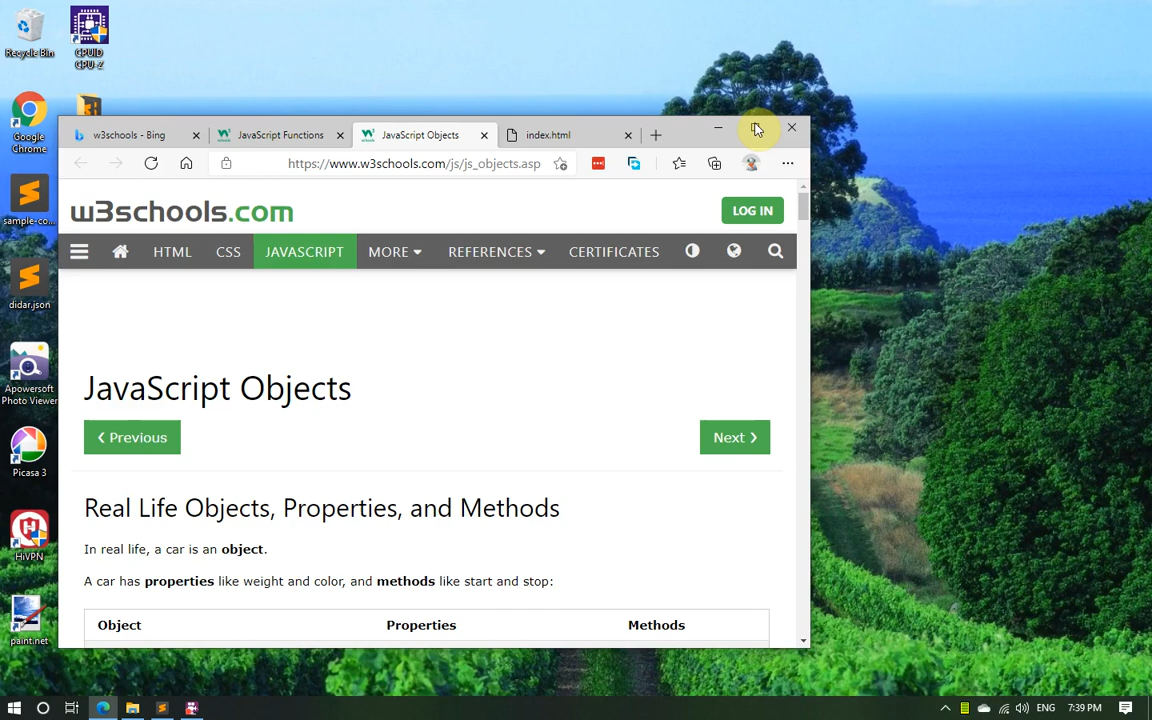 Recycle Bin
CPUID
CPU-Z
Google
Chrome
sample-co...
didar.json
Apowersoft
Photo Viewer
Picasa 3
HiVPN
paint.net
w3schools - Bing
JavaScript Functions
JavaScript Objects
index.html
https://www.w3schools.com/js/js_objects.asp
w3schools.com
LOG IN
HTML
CSS
JAVASCRIPT
MORE
REFERENCES
CERTIFICATES
JavaScript Objects
❮ Previous
Next ❯
Real Life Objects, Properties, and Methods
In real life, a car is an object.
A car has properties like weight and color, and methods like start and stop:
Object Properties Methods
ENG
7:39 PM